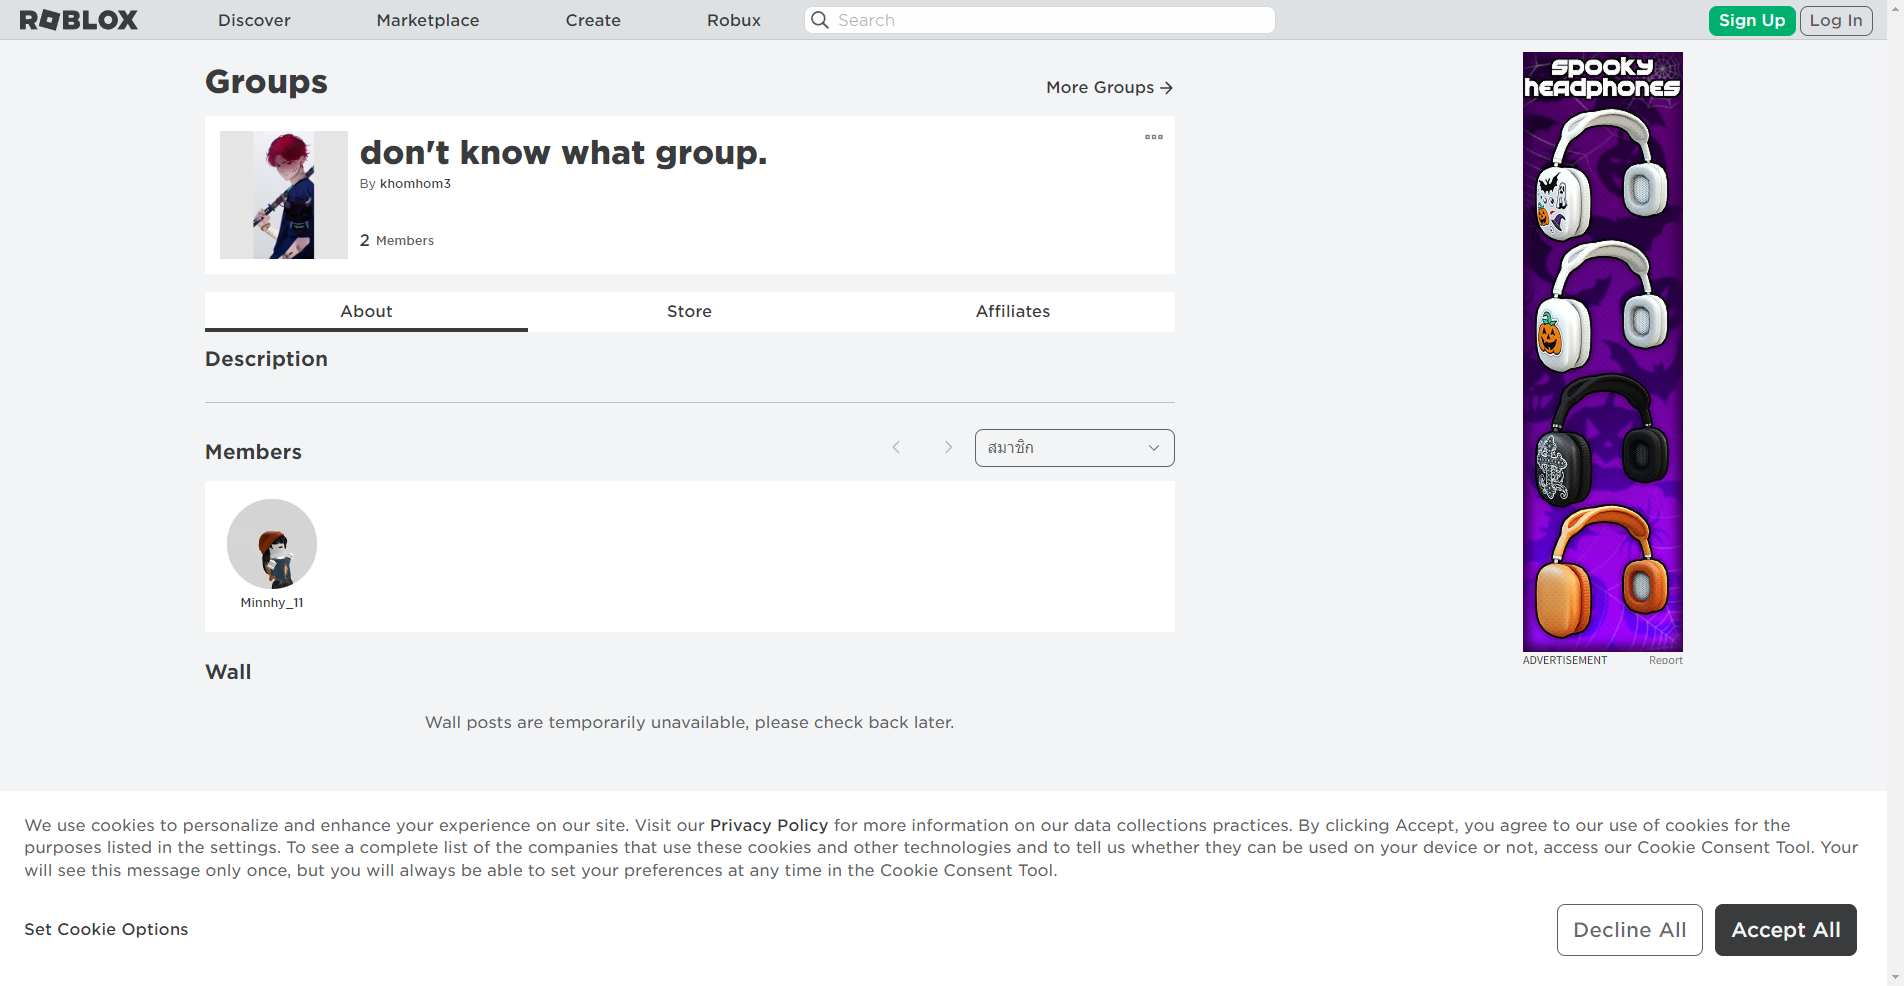 ROBLOX
Discover
Marketplace
Create
Robux
Search
Sign Up
Log In
Groups
More Groups
don't know what group.
By khomhom3
2 Members
About
Store
Affiliates
Description
Members
สมาชิก
Minnhy_11
Wall
Wall posts are temporarily unavailable, please check back later.
spooky
headphones
ADVERTISEMENT
Report
We use cookies to personalize and enhance your experience on our site. Visit our Privacy Policy for more information on our data collections practices. By clicking Accept, you agree to our use of cookies for the
purposes listed in the settings. To see a complete list of the companies that use these cookies and other technologies and to tell us whether they can be used on your device or not, access our Cookie Consent Tool. Your
will see this message only once, but you will always be able to set your preferences at any time in the Cookie Consent Tool.
Set Cookie Options
Decline All
Accept All